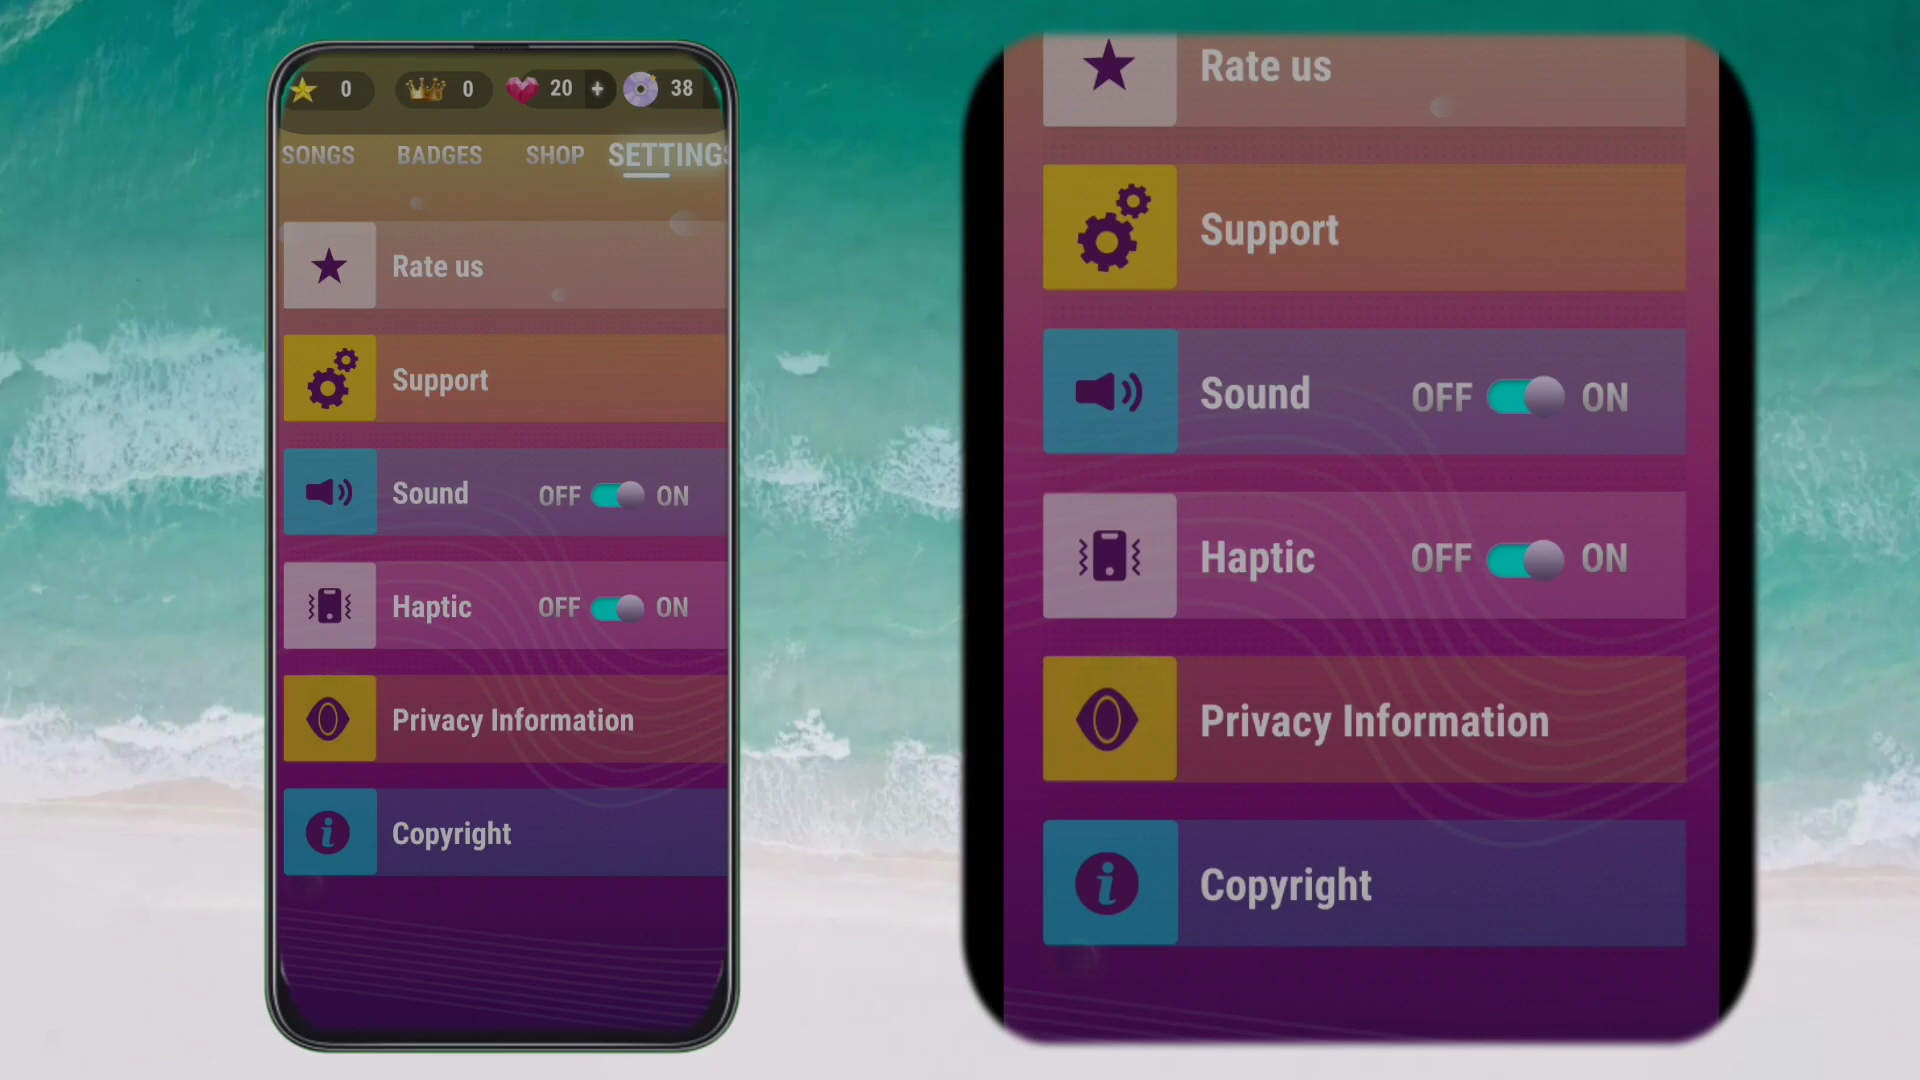 0 0 20 + 38
SONGS BADGES SHOP SETTINGS
Rate us
Support
Sound OFF ON
Haptic OFF ON
Privacy Information
Copyright
Rate us
Support
Sound OFF ON
Haptic OFF ON
Privacy Information
Copyright